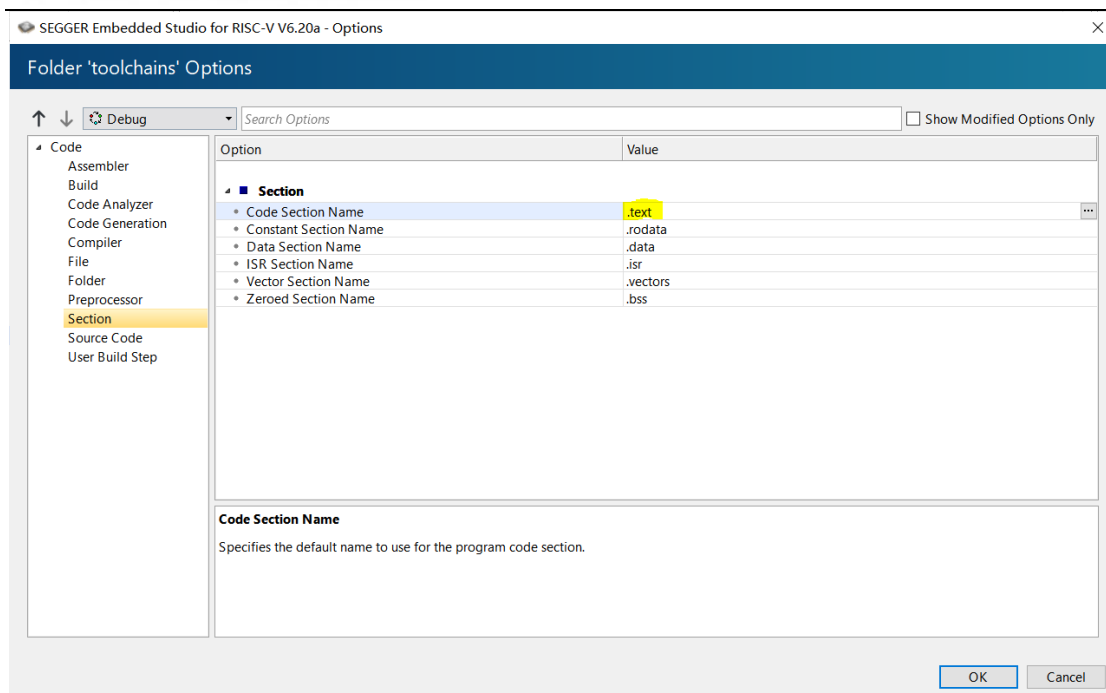 SEGGER Embedded Studio for RISC-V V6.20a - Options
Folder 'toolchains' Options
Debug
Search Options
Show Modified Options Only
Code
Assembler
Build
Code Analyzer
Code Generation
Compiler
File
Folder
Preprocessor
Section
Source Code
User Build Step
Option Value
Section
Code Section Name .text ...
Constant Section Name .rodata
Data Section Name .data
ISR Section Name .isr
Vector Section Name .vectors
Zeroed Section Name .bss
Code Section Name
Specifies the default name to use for the program code section.
OK Cancel